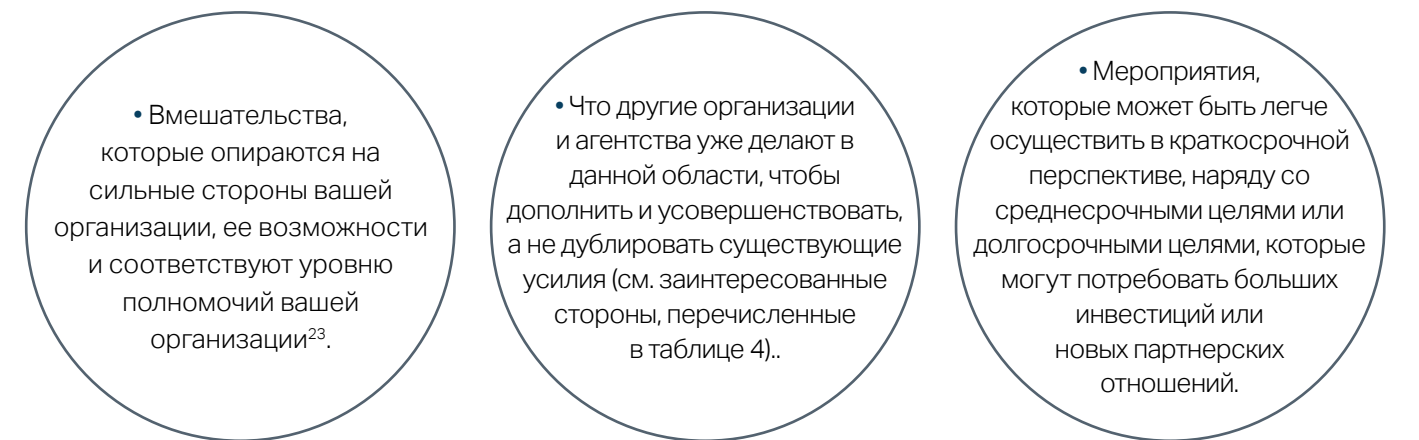 • Вмешательства,
которые опираются на
сильные стороны вашей
организации, ее возможности
и соответствуют уровню
полномочий вашей
организации²³.
• Что другие организации
и агентства уже делают в
данной области, чтобы
дополнить и усовершенствовать,
а не дублировать существующие
усилия (см. заинтересованные
стороны, перечисленные
в таблице 4)..
• Мероприятия,
которые может быть легче
осуществить в краткосрочной
перспективе, наряду со
среднесрочными целями или
долгосрочными целями, которые
могут потребовать больших
инвестиций или
новых партнерских
отношений.